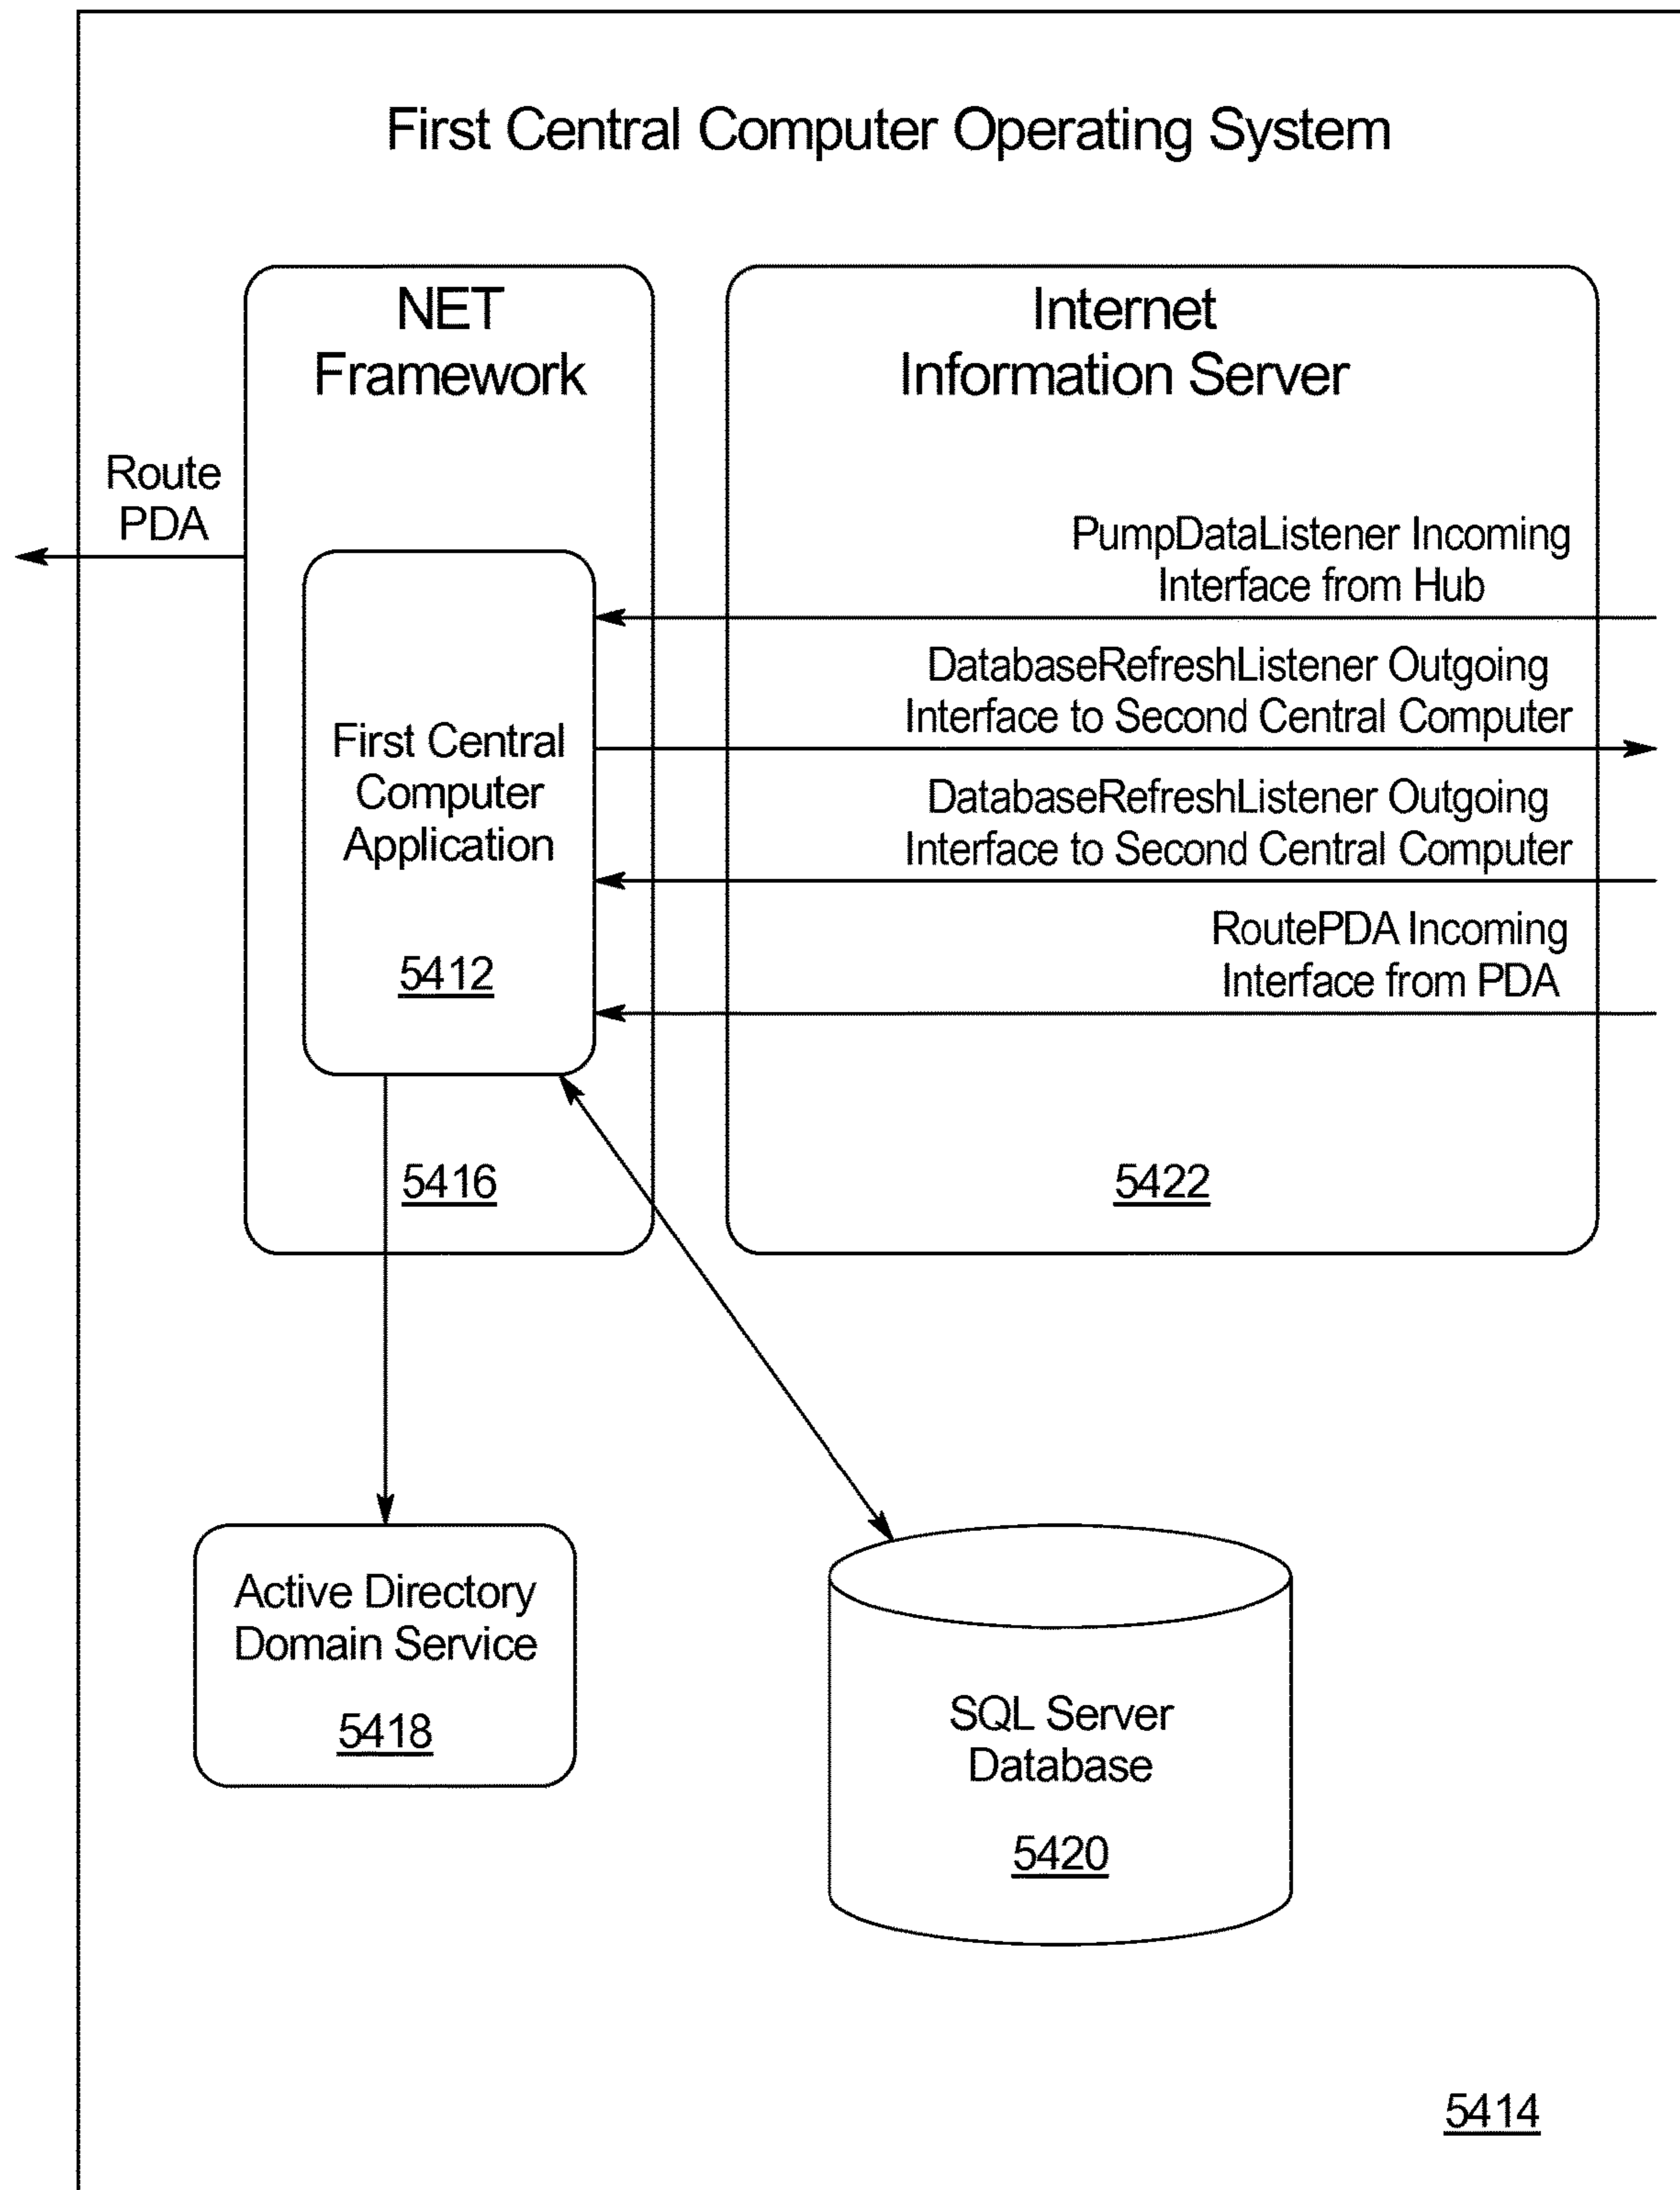 First Central Computer Operating System
NET
Framework
Internet
Information Server
Route
PDA
PumpDataListener Incoming
Interface from Hub
DatabaseRefreshListener Outgoing
Interface to Second Central Computer
DatabaseRefreshListener Outgoing
Interface to Second Central Computer
RoutePDA Incoming
Interface from PDA
First Central
Computer
Application
5412
5416
5422
Active Directory
Domain Service
5418
SQL Server
Database
5420
5414